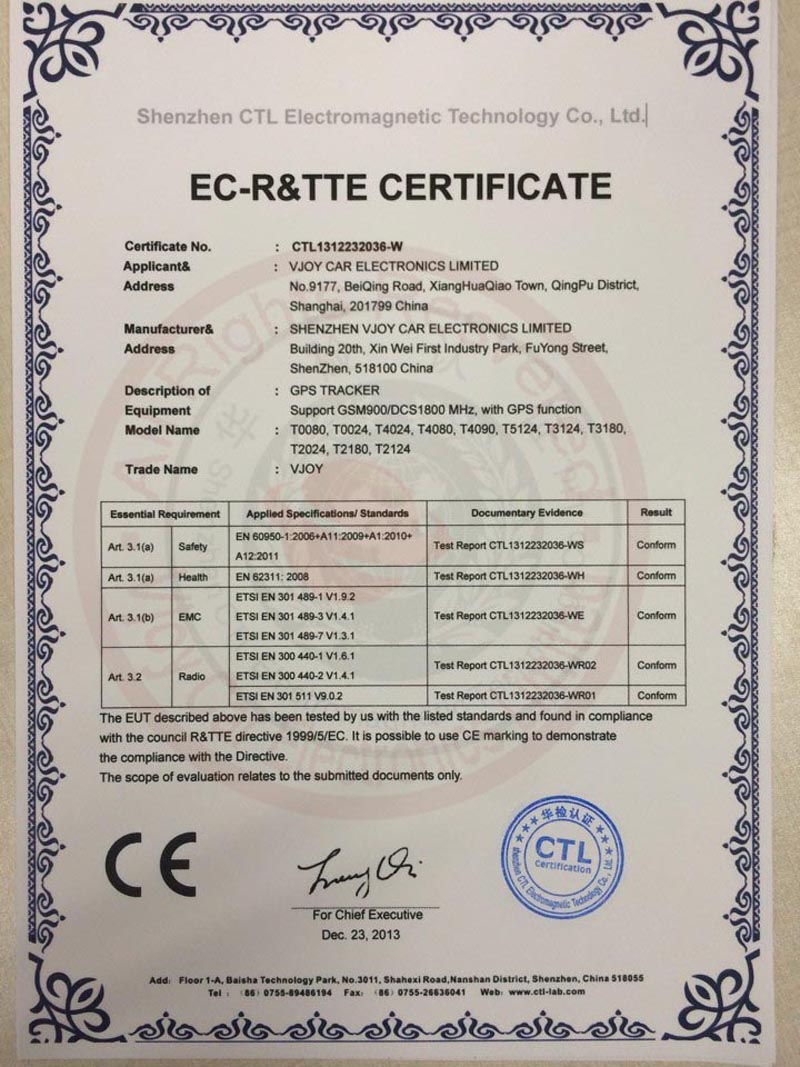 Shenzhen CTL Electromagnetic Technology Co., Ltd.
EC-R&TTE CERTIFICATE
Certificate No. : CTL1312232036-W
Applicant& : VJOY CAR ELECTRONICS LIMITED
Address No.9177, BeiQing Road, XiangHuaQiao Town, QingPu District,
Shanghai, 201799 China
Manufacturer& : SHENZHEN VJOY CAR ELECTRONICS LIMITED
Address Building 20th, Xin Wei First Industry Park, FuYong Street,
ShenZhen, 518100 China
Description of : GPS TRACKER
Equipment Support GSM900/DCS1800 MHz, with GPS function
Model Name : T0080, T0024, T4024, T4080, T4090, T5124, T3124, T3180,
T2024, T2180, T2124
Trade Name : VJOY
Essential Requirement Applied Specifications/ Standards Documentary Evidence Result
Art. 3.1(a) Safety EN 60950-1:2006+A11:2009+A1:2010+
A12:2011 Test Report CTL1312232036-WS Conform
Art. 3.1(a) Health EN 62311: 2008 Test Report CTL1312232036-WH Conform
ETSI EN 301 489-1 V1.9.2
Art. 3.1(b) EMC ETSI EN 301 489-3 V1.4.1 Test Report CTL1312232036-WE Conform
ETSI EN 301 489-7 V1.3.1
Art. 3.2 Radio ETSI EN 300 440-1 V1.6.1
ETSI EN 300 440-2 V1.4.1 Test Report CTL1312232036-WR02 Conform
ETSI EN 301 511 V9.0.2 Test Report CTL1312232036-WR01 Conform
The EUT described above has been tested by us with the listed standards and found in compliance
with the council R&TTE directive 1999/5/EC. It is possible to use CE marking to demonstrate
the compliance with the Directive.
The scope of evaluation relates to the submitted documents only.
CE
华检认证
CTL
Certification
Shenzhen CTL Electromagnetic Technology Co., Ltd.
For Chief Executive
Dec. 23, 2013
Add: Floor 1-A, Baisha Technology Park, No.3011, Shahexi Road,Nanshan District, Shenzhen, China 518055
Tel : (86) 0755-89486194 Fax: (86) 0755-26636041 Web: www.ctl-lab.com